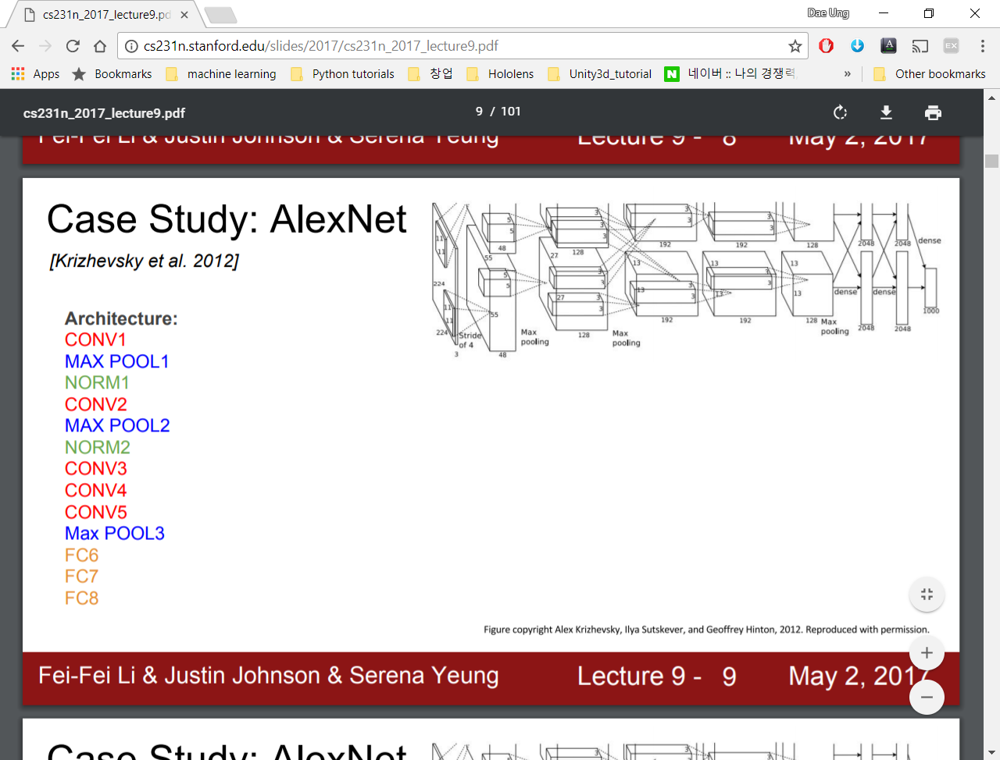 cs231n_2017_lecture9.pd
Dae Ung
cs231n.stanford.edu/slides/2017/cs231n_2017_lecture9.pdf
Apps
Bookmarks
machine learning
Python tutorials
창업
Hololens
Unity3d_tutorial
네이버 :: 나의 경쟁력
»
Other bookmarks
cs231n_2017_lecture9.pdf
9 / 101
Fei-Fei Li & Justin Johnson & Serena Yeung
Lecture 9 - 8
May 2, 2017
Case Study: AlexNet
[Krizhevsky et al. 2012]
Architecture:
CONV1
MAX POOL1
NORM1
CONV2
MAX POOL2
NORM2
CONV3
CONV4
CONV5
Max POOL3
FC6
FC7
FC8
11
11
5
5
48
55
3
3
128
27
3
3
192
192
128
2048
2048
dense
224
5
5
3
3
27
3
3
13
13
3
3
13
13
3
3
13
13
dense
dense
1000
11
11
224
Stride
of 4
3
55
48
Max
pooling
128
Max
pooling
192
192
128
Max
pooling
2048
2048
Figure copyright Alex Krizhevsky, Ilya Sutskever, and Geoffrey Hinton, 2012. Reproduced with permission.
Fei-Fei Li & Justin Johnson & Serena Yeung
Lecture 9 - 9
May 2, 2017
Case Study: AlexNet